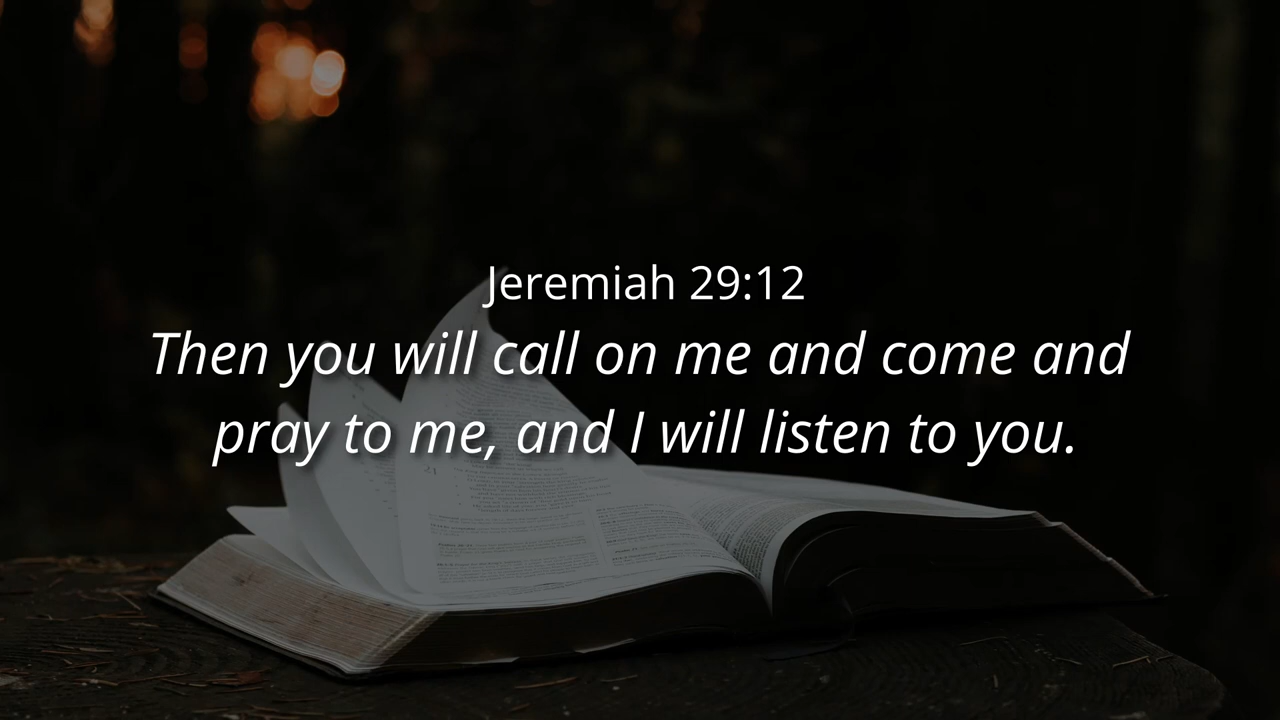 Jeremiah 29:12
Then you will call on me and come and
pray to me, and I will listen to you.